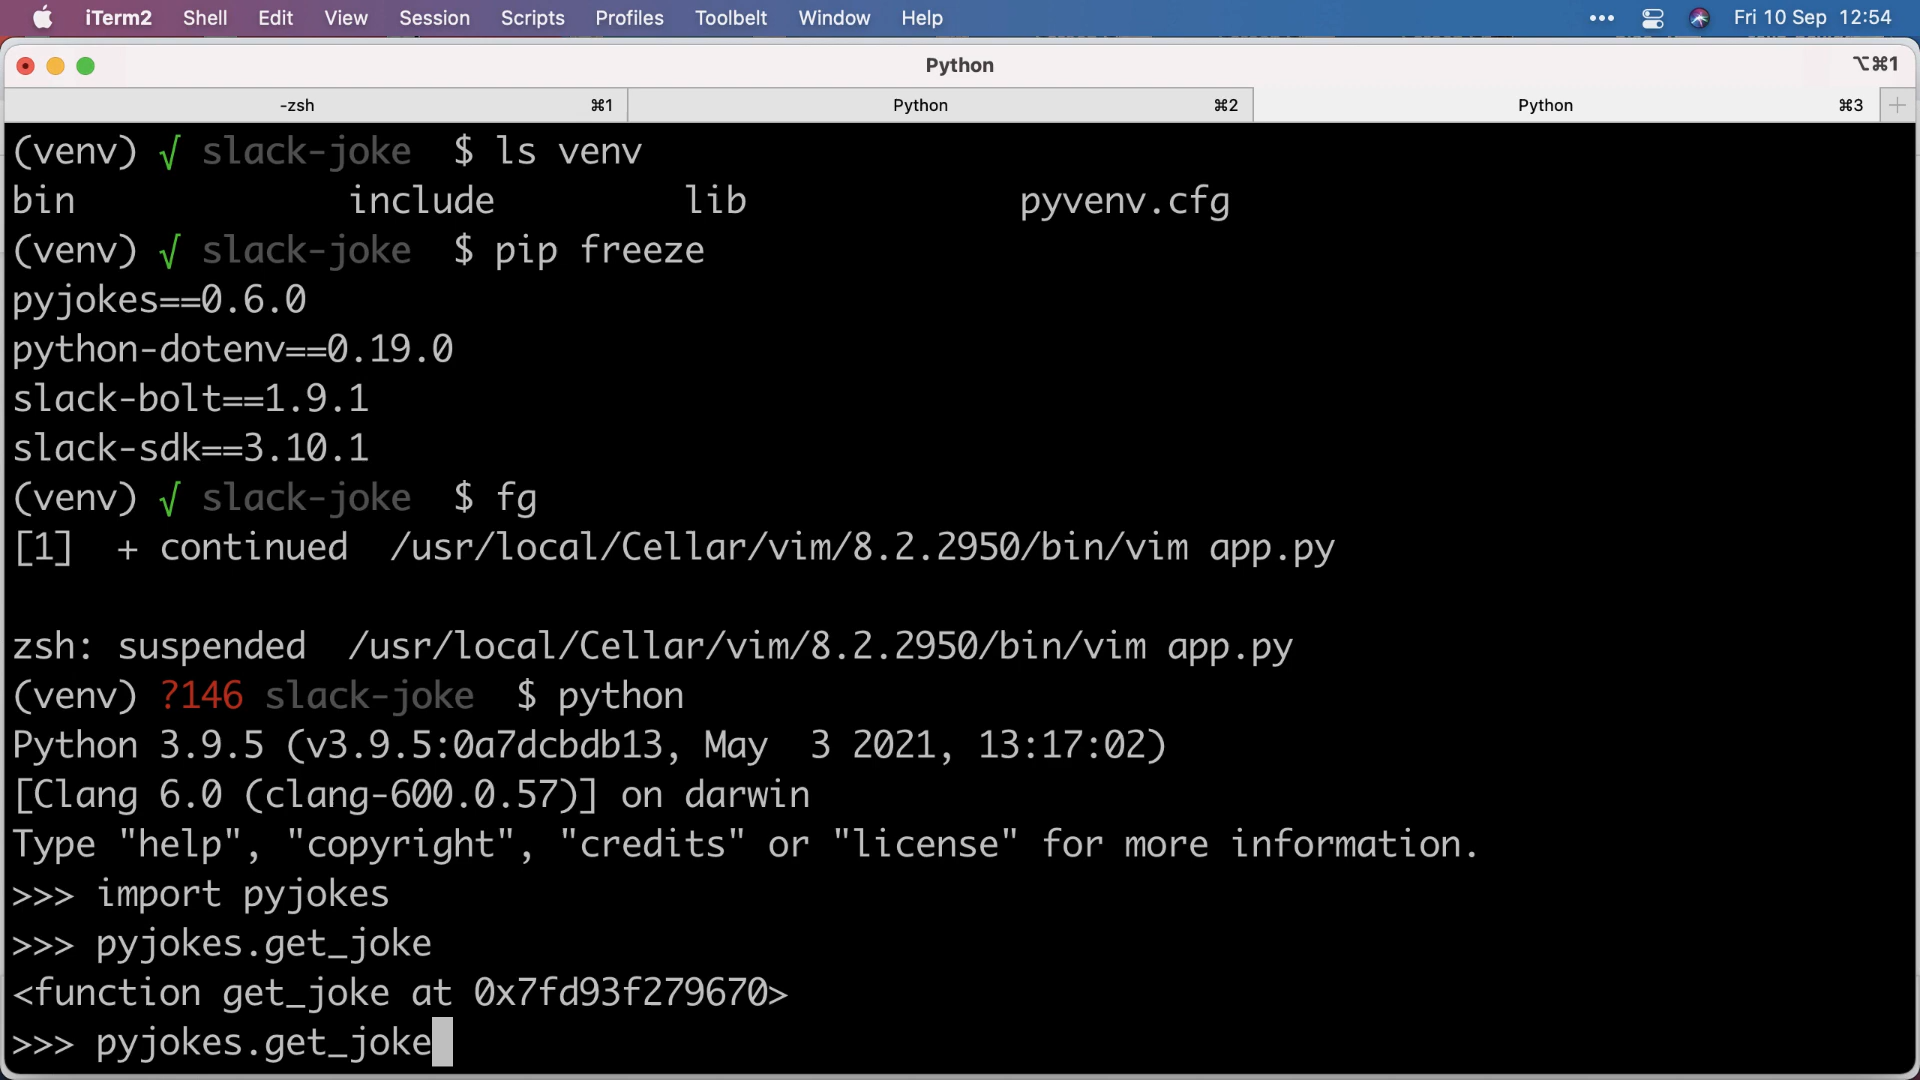 iTerm2 Shell Edit View Session Scripts Profiles Toolbelt Window Help ••• Fri 10 Sep 12:54
Python ⌥⌘1
-zsh ⌘1 Python ⌘2 Python ⌘3 +
(venv) √ slack-joke $ ls venv
bin include lib pyvenv.cfg
(venv) √ slack-joke $ pip freeze
pyjokes==0.6.0
python-dotenv==0.19.0
slack-bolt==1.9.1
slack-sdk==3.10.1
(venv) √ slack-joke $ fg
[1] + continued /usr/local/Cellar/vim/8.2.2950/bin/vim app.py
zsh: suspended /usr/local/Cellar/vim/8.2.2950/bin/vim app.py
(venv) ?146 slack-joke $ python
Python 3.9.5 (v3.9.5:0a7dcbdb13, May 3 2021, 13:17:02)
[Clang 6.0 (clang-600.0.57)] on darwin
Type "help", "copyright", "credits" or "license" for more information.
>>> import pyjokes
>>> pyjokes.get_joke
<function get_joke at 0x7fd93f279670>
>>> pyjokes.get_joke